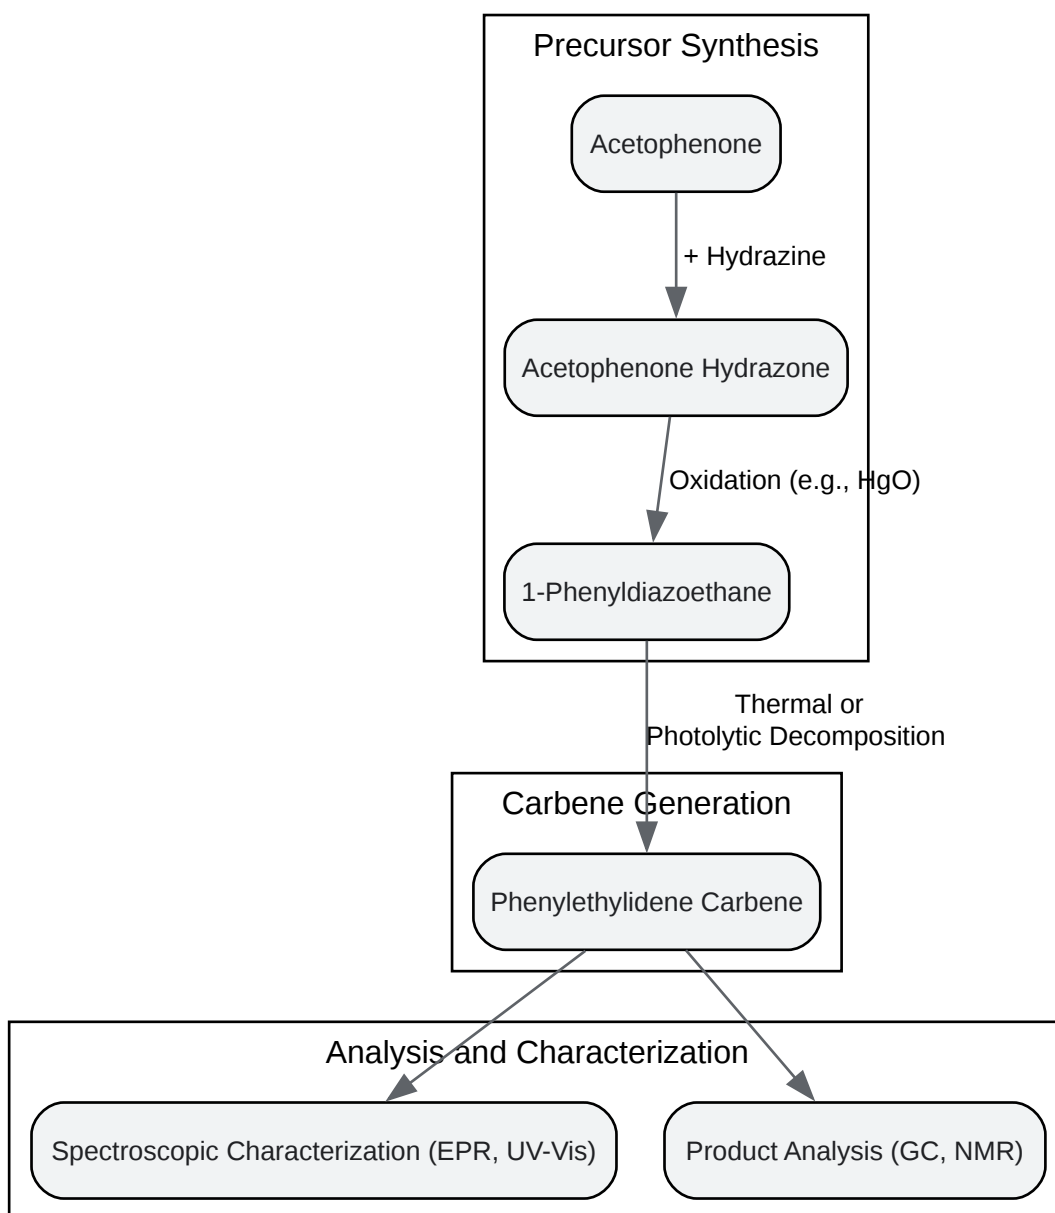 Precursor Synthesis
Acetophenone
+ Hydrazine
Acetophenone Hydrazone
Oxidation (e.g., HgO)
1-Phenyldiazoethane
Thermal or
Photolytic Decomposition
Carbene Generation
Phenylethylidene Carbene
Analysis and Characterization
Spectroscopic Characterization (EPR, UV-Vis)
Product Analysis (GC, NMR)